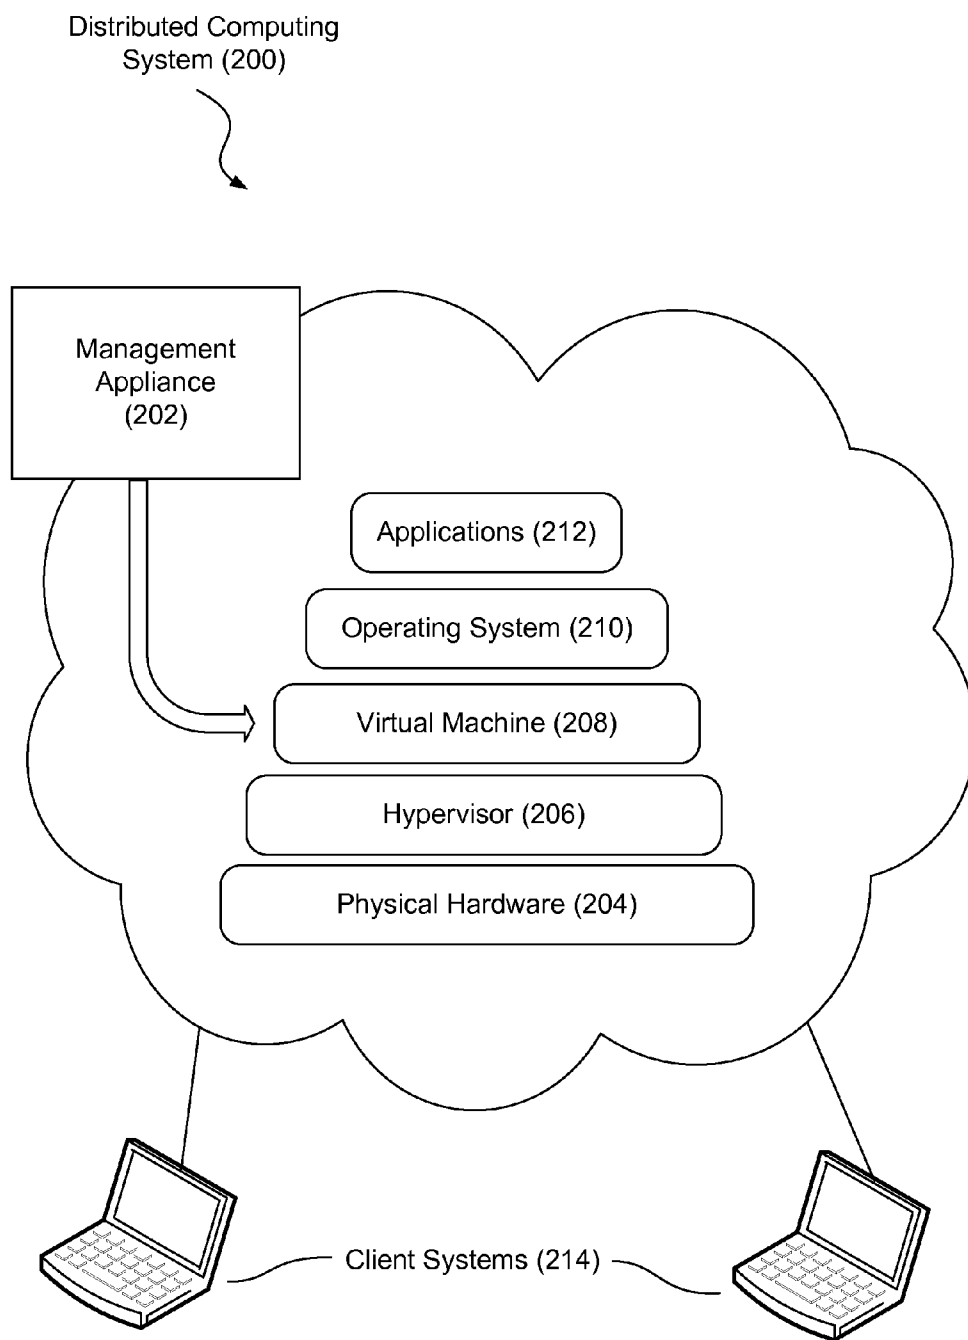 Distributed Computing
System (200)
Management
Appliance
(202)
Applications (212)
Operating System (210)
Virtual Machine (208)
Hypervisor (206)
Physical Hardware (204)
Client Systems (214)